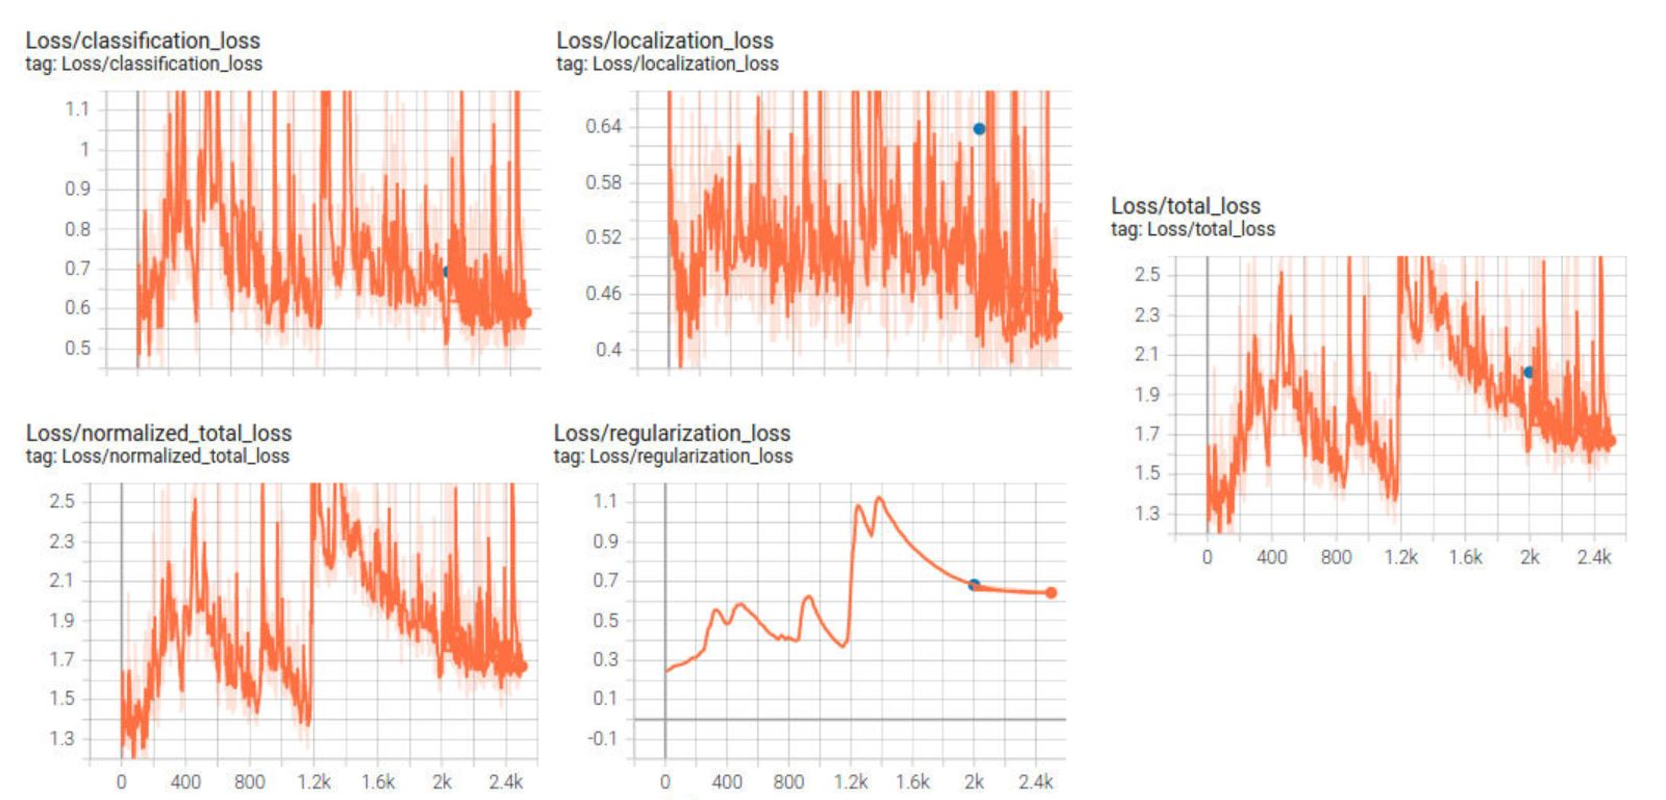 Loss/classification_loss
tag: Loss/classification_loss
1.1
1
0.9
0.8
0.7
0.6
0.5
Loss/localization_loss
tag: Loss/localization_loss
0.64
0.58
0.52
0.46
0.4
Loss/total_loss
tag: Loss/total_loss
2.5
2.3
2.1
1.9
1.7
1.5
1.3
0 400 800 1.2k 1.6k 2k 2.4k
Loss/normalized_total_loss
tag: Loss/normalized_total_loss
2.5
2.3
2.1
1.9
1.7
1.5
1.3
0 400 800 1.2k 1.6k 2k 2.4k
Loss/regularization_loss
tag: Loss/regularization_loss
1.1
0.9
0.7
0.5
0.3
0.1
-0.1
0 400 800 1.2k 1.6k 2k 2.4k